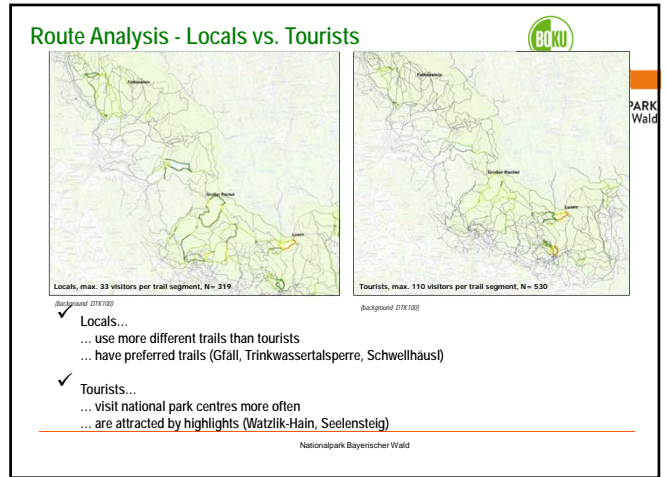 Route Analysis - Locals vs. Tourists
BOKU
PARK
Wald
Falkenstein
Großer Rachel
Lusen
Locals, max. 33 visitors per trail segment, N= 319
(background DTK100)
Falkenstein
Großer Rachel
Lusen
Tourists, max. 110 visitors per trail segment, N= 530
(background DTK100)
✓ Locals...
... use more different trails than tourists
... have preferred trails (Gfäll, Trinkwassertalsperre, Schwellhäusl)
✓ Tourists...
... visit national park centres more often
... are attracted by highlights (Watzlik-Hain, Seelensteig)
Nationalpark Bayerischer Wald